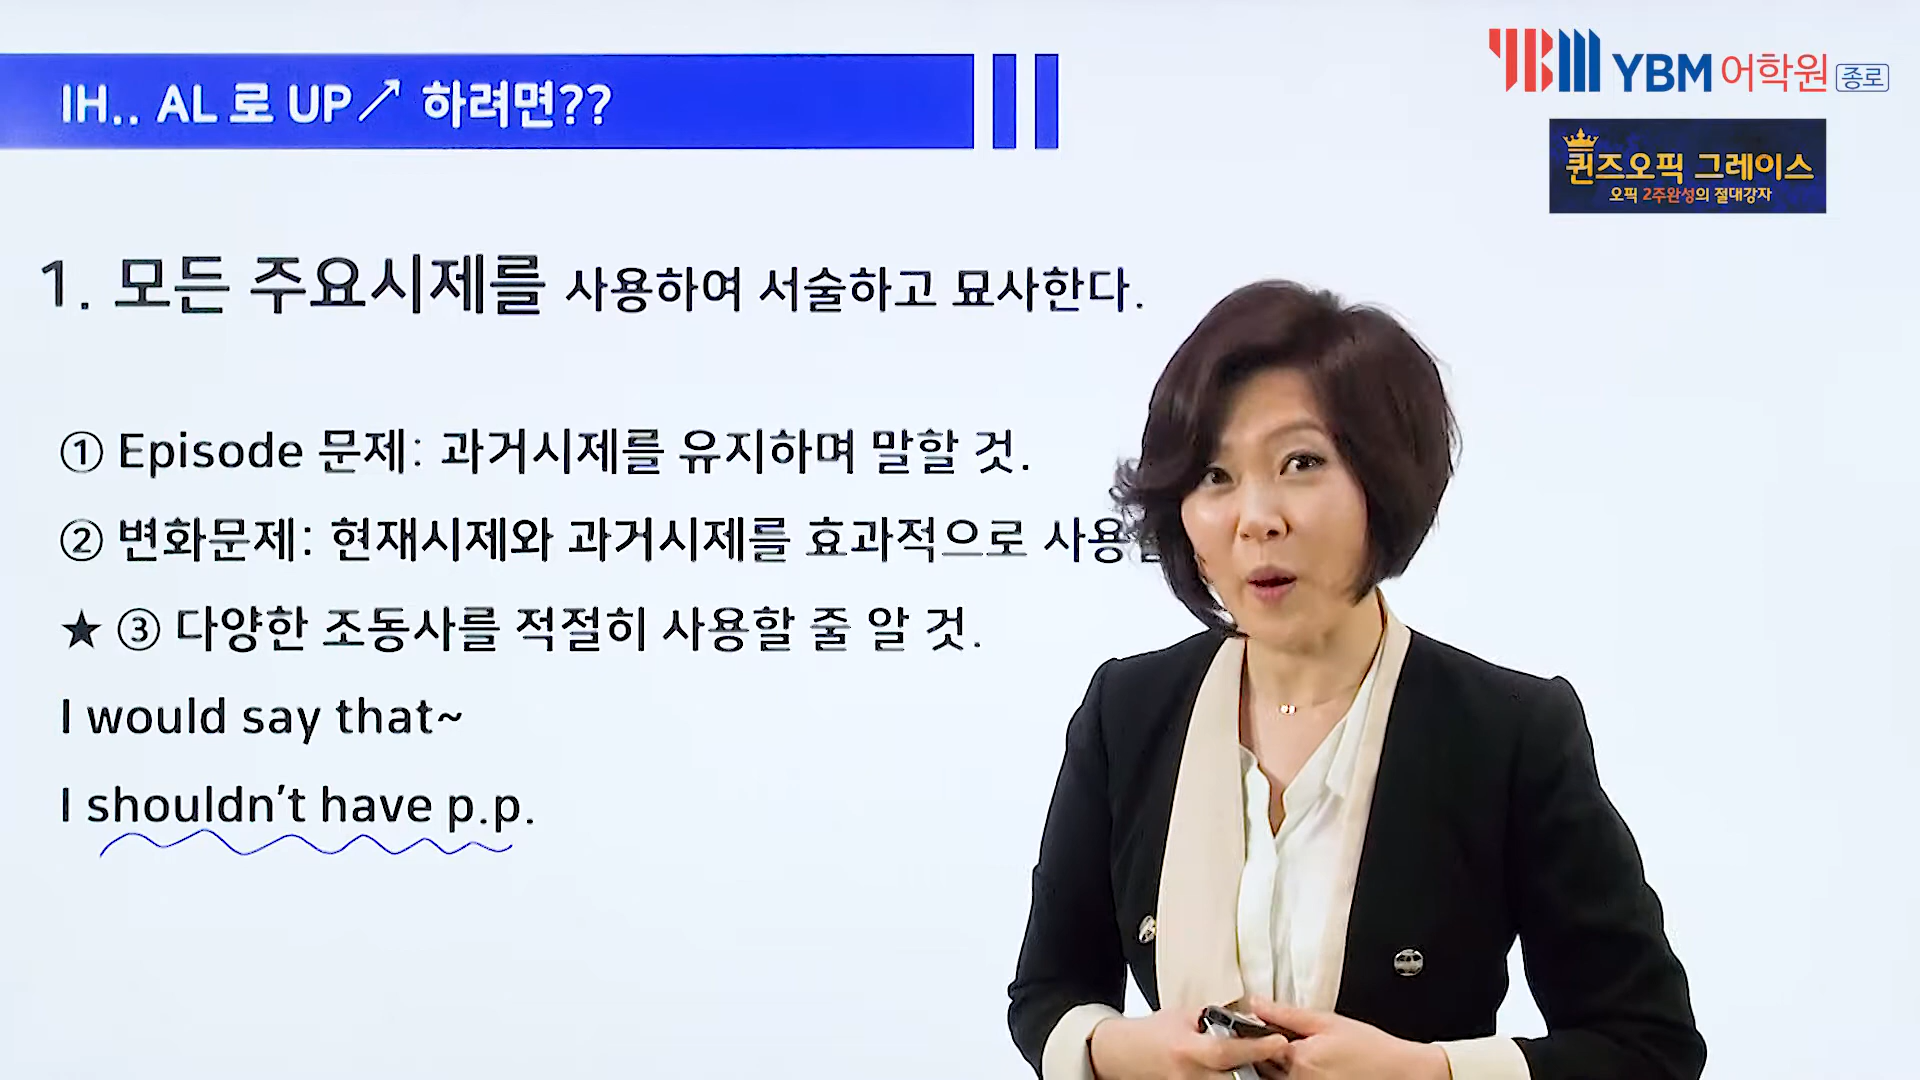 IH.. AL 로 UP↗ 하려면??
YBM YBM 어학원 종로
퀸즈오픽 그레이스
오픽 2주완성의 절대강자
1. 모든 주요시제를 사용하여 서술하고 묘사한다.
① Episode 문제: 과거시제를 유지하며 말할 것.
② 변화문제: 현재시제와 과거시제를 효과적으로
★ ③ 다양한 조동사를 적절히 사용할 줄 알 것.
I would say that~
I shouldn't have p.p.